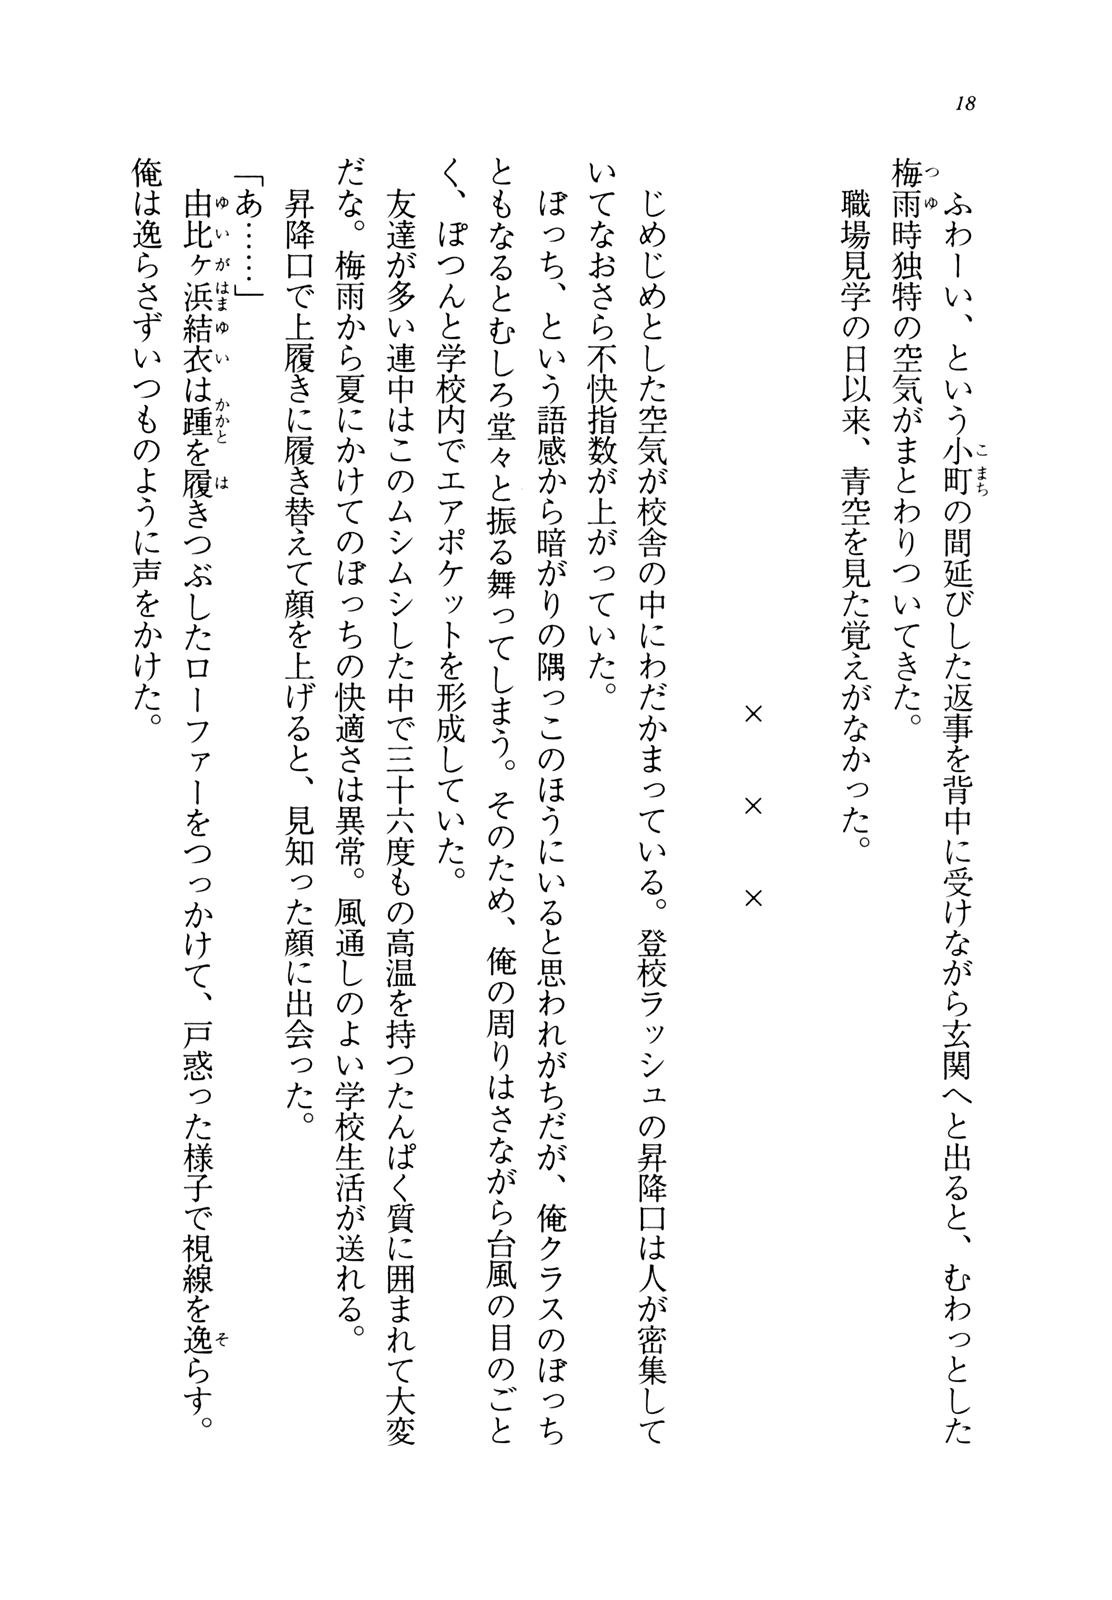 18
ふわーい、という小町の間延びした返事を背中に受けながら玄関へと出ると、むわっとした
梅雨時独特の空気がまとわりついてきた。
職場見学の日以来、青空を見た覚えがなかった。
× × ×
じめじめとした空気が校舎の中にわだかまっている。登校ラッシュの昇降口は人が密集して
いてなおさら不快指数が上がっていた。
ぼっち、という語感から暗がりの隅っこのほうにいると思われがちだが、俺クラスのぼっち
ともなるとむしろ堂々と振る舞ってしまう。そのため、俺の周りはさながら台風の目のごと
く、ぽつんと学校内でエアポケットを形成していた。
友達が多い連中はこのムシムシした中で三十六度もの高温を持つたんぱく質に囲まれて大変
だな。梅雨から夏にかけてのぼっちの快適さは異常。風通しのよい学校生活が送れる。
昇降口で上履きに履き替えて顔を上げると、見知った顔に出会った。
「あ……」
由比ヶ浜結衣は踵を履きつぶしたローファーをつっかけて、戸惑った様子で視線を逸らす。
俺は逸らさずいつものように声をかけた。